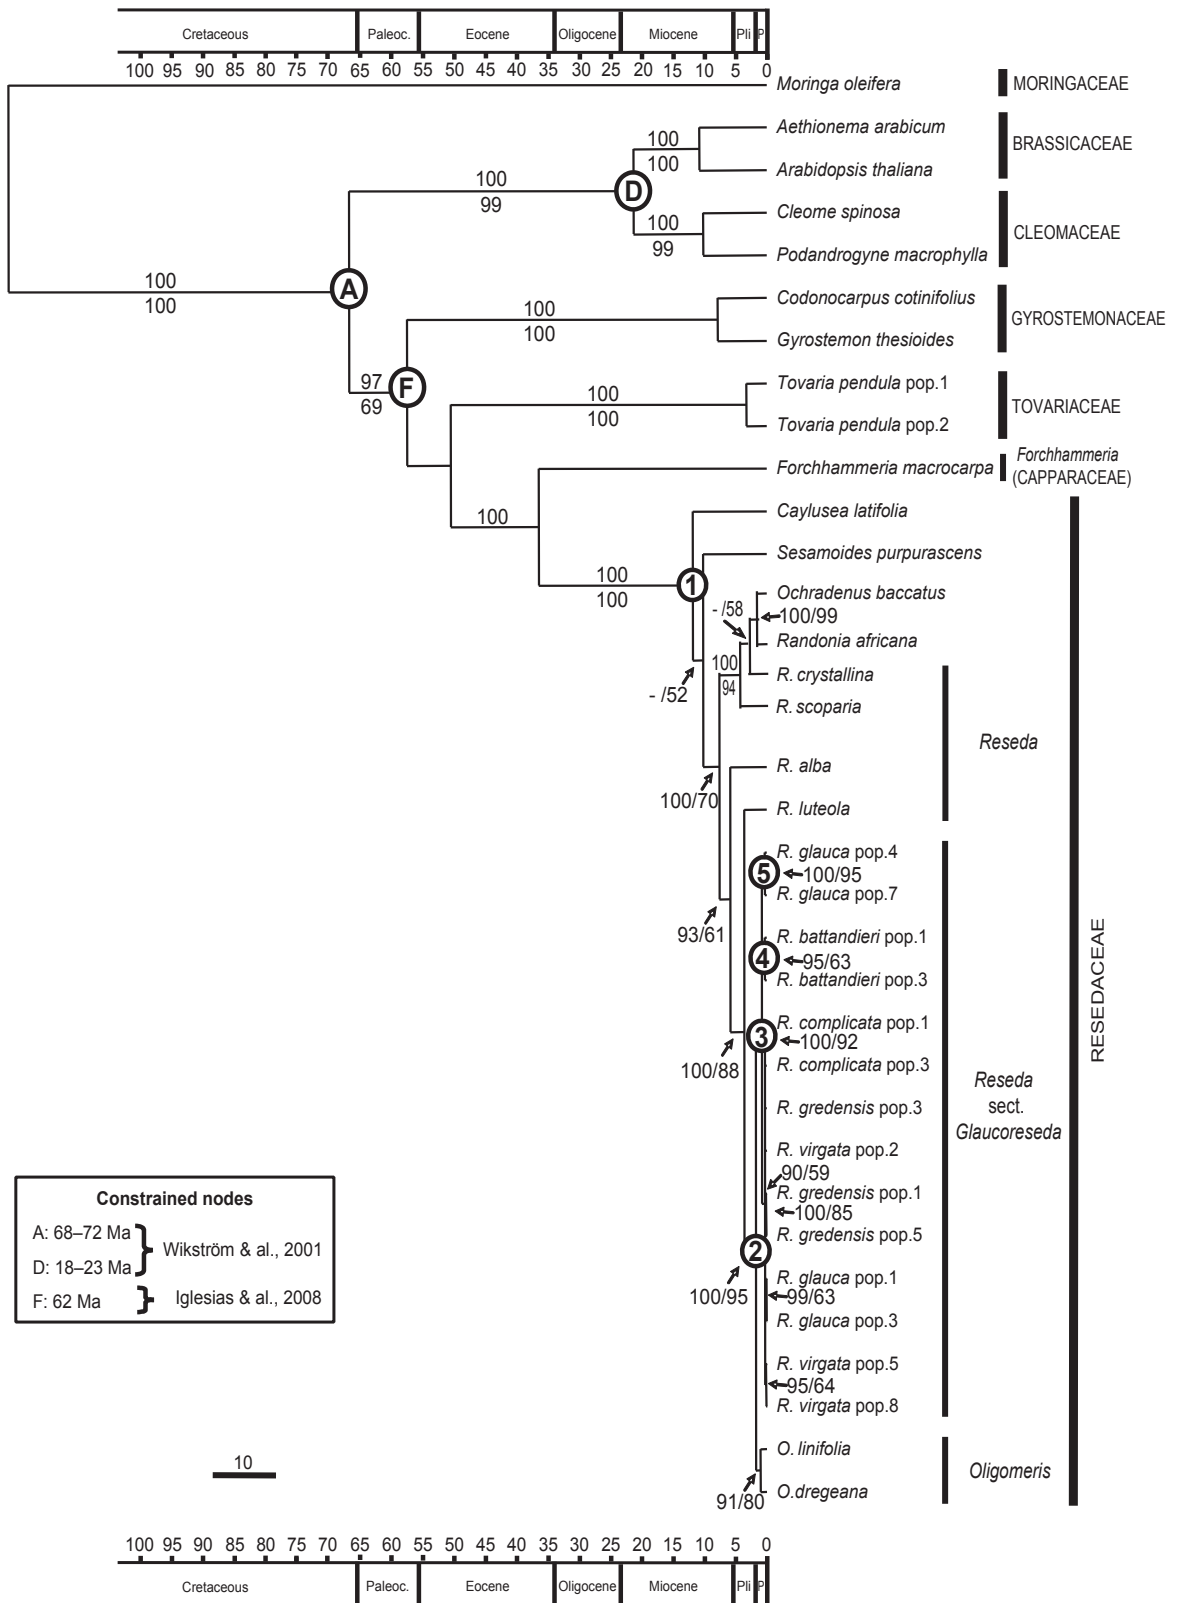 Cretaceous Paleoc. Eocene Oligocene Miocene Pli P
100 95 90 85 80 75 70 65 60 55 50 45 40 35 30 25 20 15 10 5 0
Moringa oleifera MORINGACEAE
Aethionema arabicum
100
BRASSICACEAE
100
Arabidopsis thaliana
100
D
99
Cleome spinosa
100
CLEOMACEAE
99
Podandrogyne macrophylla
100
A
100
Codonocarpus cotinifolius
100
GYROSTEMONACEAE
100
Gyrostemon thesioides
97
F
69
Tovaria pendula pop.1
100
TOVARIACEAE
100
Tovaria pendula pop.2
Forchhammeria macrocarpa
Forchhammeria
(CAPPARACEAE)
100
Caylusea latifolia
Sesamoides purpurascens
100
1
100
Ochradenus baccatus
- /58
100/99
Randonia africana
100
94
R. crystallina
- /52
R. scoparia
Reseda
R. alba
100/70
R. luteola
R. glauca pop.4
5
100/95
R. glauca pop.7
93/61
R. battandieri pop.1
4
95/63
R. battandieri pop.3
R. complicata pop.1
3
100/92
100/88
R. complicata pop.3
R. gredensis pop.3
Reseda
sect.
Glaucoreseda
RESEDACEAE
R. virgata pop.2
90/59
R. gredensis pop.1
100/85
R. gredensis pop.5
2
R. glauca pop.1
100/95
99/63
R. glauca pop.3
R. virgata pop.5
95/64
R. virgata pop.8
O. linifolia
Oligomeris
91/80
O.dregeana
Constrained nodes
A: 68–72 Ma
D: 18–23 Ma
} Wikström & al., 2001
F: 62 Ma } Iglesias & al., 2008
10
100 95 90 85 80 75 70 65 60 55 50 45 40 35 30 25 20 15 10 5 0
Cretaceous Paleoc. Eocene Oligocene Miocene Pli P